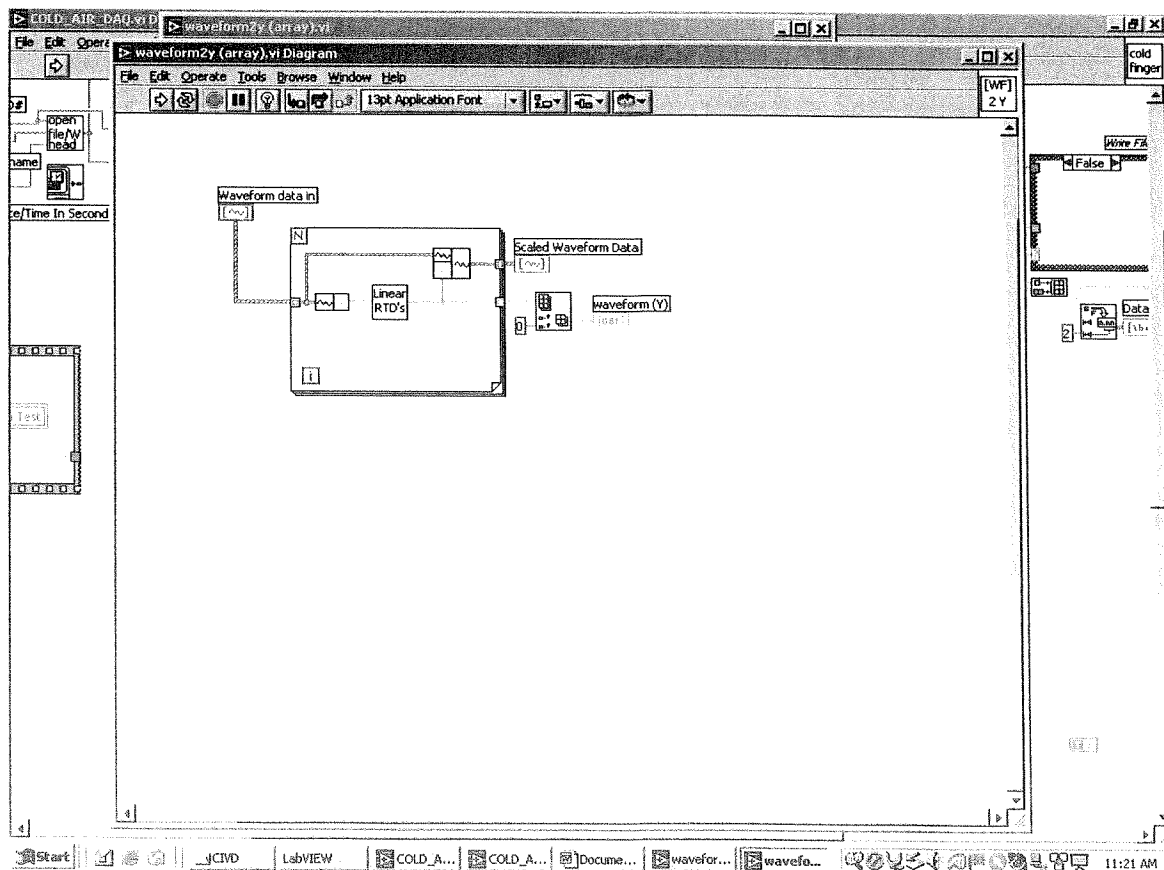 COLD_AIR_DAQ.vi D
waveform2y (array).vi
File Edit Opera
waveform2y (array).vi Diagram
File Edit Operate Tools Browse Window Help
13pt Application Font
[WF]
2 Y
cold
finger
open
file/W
head
name
e/Time In Second
Write Fil
False
Waveform data in
N
Scaled Waveform Data
Linear
RTD's
waveform (Y)
0
i
2
Data
Test
Start
LabVIEW
COLD_A...
COLD_A...
Docume...
wavefor...
wavefo...
11:21 AM